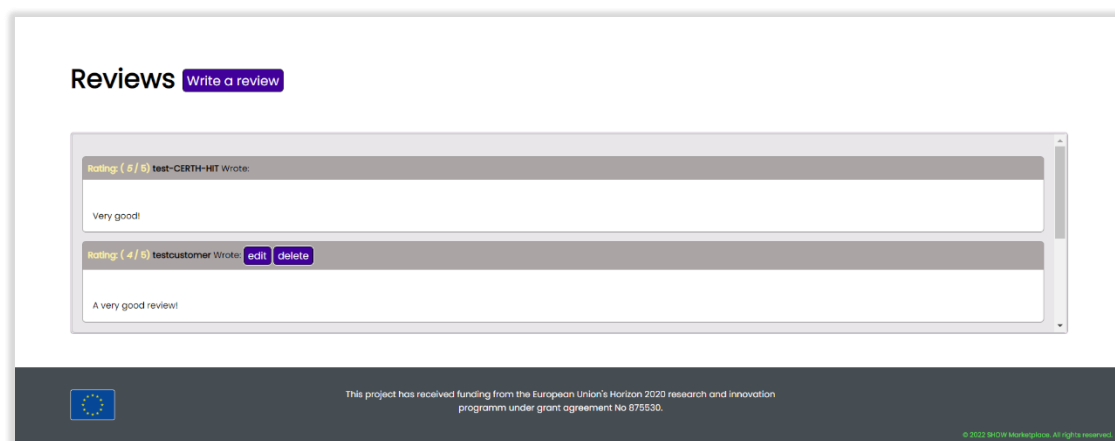 Reviews Write a review
Rating: ( 5 / 5) test-CERTH-HIT Wrote:
Very good!
Rating: ( 4 / 5) testcustomer Wrote: edit delete
A very good review!
This project has received funding from the European Union's Horizon 2020 research and innovation
programm under grant agreement No 875530.
© 2022 SHOW Marketplace. All rights reserved.